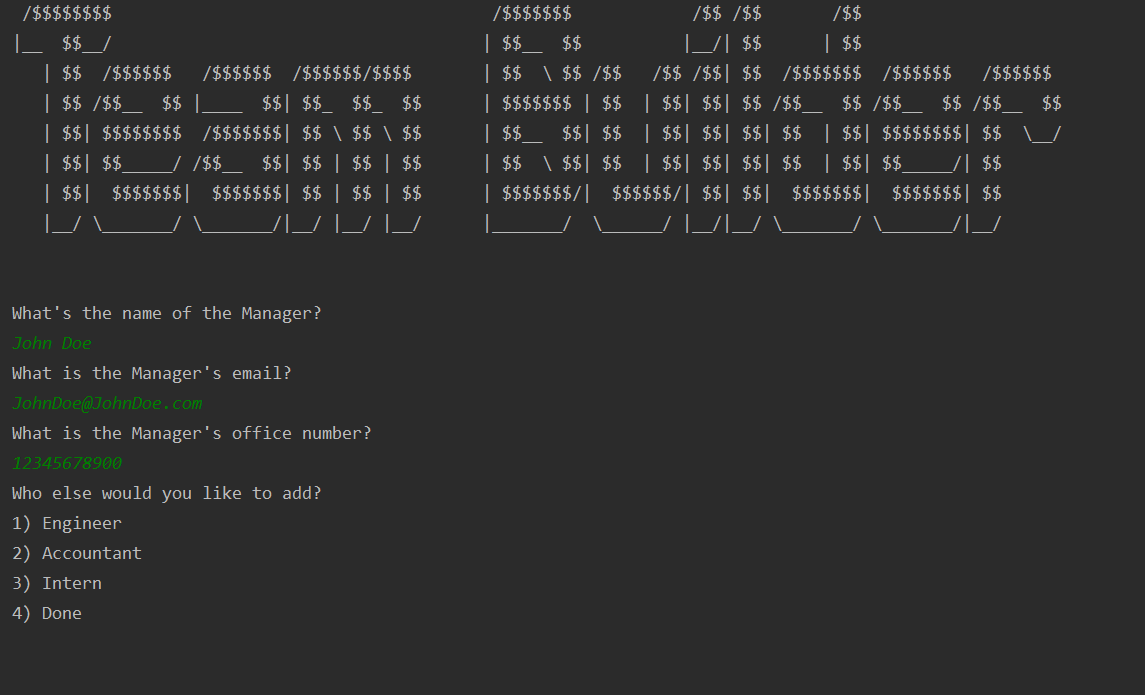 /$$$$$$$$                                      /$$$$$$$            /$$ /$$       /$$
|__  $$__/                                     | $$__  $$          |__/| $$      | $$
   | $$  /$$$$$$   /$$$$$$  /$$$$$$/$$$$       | $$  \ $$ /$$   /$$ /$$| $$  /$$$$$$$  /$$$$$$   /$$$$$$
   | $$ /$$__  $$ |____  $$| $$_  $$_  $$      | $$$$$$$ | $$  | $$| $$| $$ /$$__  $$ /$$__  $$ /$$__  $$
   | $$| $$$$$$$$  /$$$$$$$| $$ \ $$ \ $$      | $$__  $$| $$  | $$| $$| $$| $$  | $$| $$$$$$$$| $$  \__/
   | $$| $$_____/ /$$__  $$| $$ | $$ | $$      | $$  \ $$| $$  | $$| $$| $$| $$  | $$| $$_____/| $$
   | $$|  $$$$$$$|  $$$$$$$| $$ | $$ | $$      | $$$$$$$/|  $$$$$$/| $$| $$|  $$$$$$$|  $$$$$$$| $$
   |__/ \_______/ \_______/|__/ |__/ |__/      |_______/  \______/ |__/|__/ \_______/ \_______/|__/
What's the name of the Manager?
John Doe
What is the Manager's email?
JohnDoe@JohnDoe.com
What is the Manager's office number?
12345678900
Who else would you like to add?
1) Engineer
2) Accountant
3) Intern
4) Done